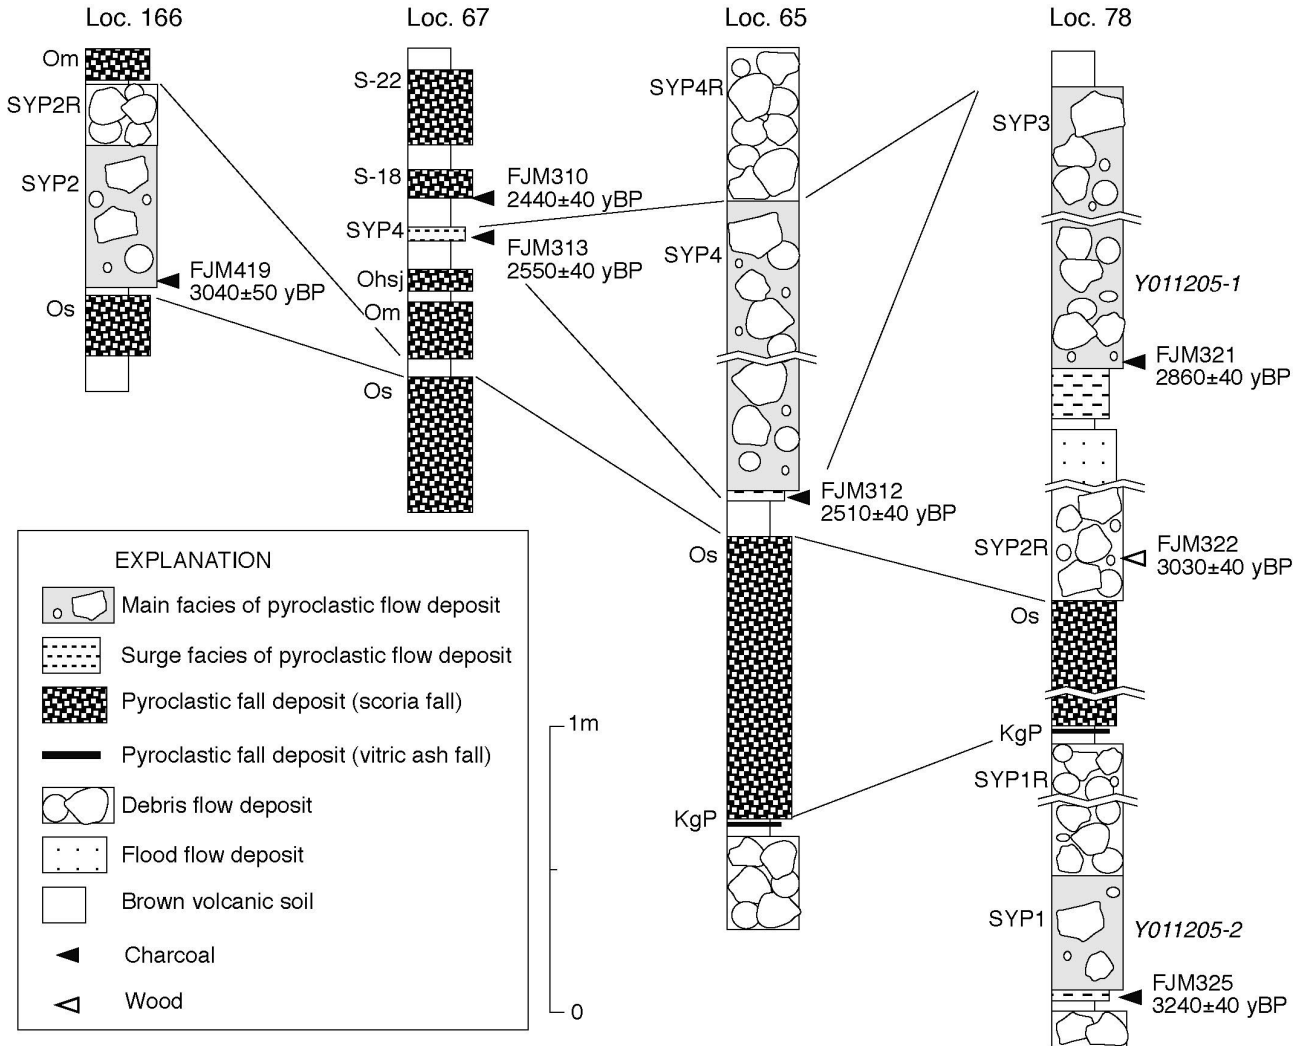 Loc. 166
Om
SYP2R
SYP2
FJM419
3040±50 yBP
Os
Loc. 67
S-22
S-18
FJM310
2440±40 yBP
SYP4
FJM313
2550±40 yBP
Ohsj
Om
Os
Loc. 65
SYP4R
SYP4
FJM312
2510±40 yBP
Os
KgP
Loc. 78
SYP3
Y011205-1
FJM321
2860±40 yBP
SYP2R
FJM322
3030±40 yBP
Os
KgP
SYP1R
SYP1
Y011205-2
FJM325
3240±40 yBP
EXPLANATION
Main facies of pyroclastic flow deposit
Surge facies of pyroclastic flow deposit
Pyroclastic fall deposit (scoria fall)
Pyroclastic fall deposit (vitric ash fall)
Debris flow deposit
Flood flow deposit
Brown volcanic soil
Charcoal
Wood
1m
0